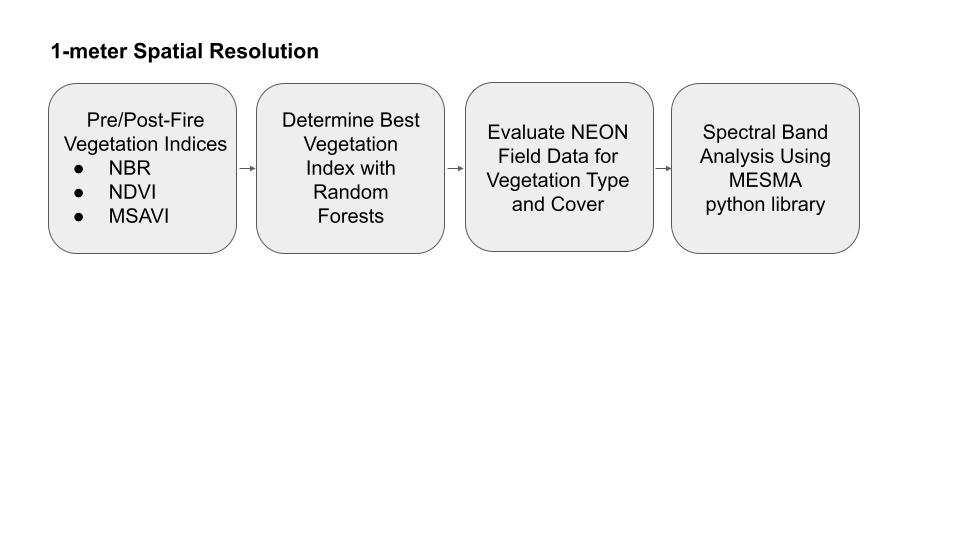 1-meter Spatial Resolution
Pre/Post-Fire
Vegetation Indices
● NBR
● NDVI
● MSAVI
Determine Best
Vegetation
Index with
Random
Forests
Evaluate NEON
Field Data for
Vegetation Type
and Cover
Spectral Band
Analysis Using
MESMA
python library